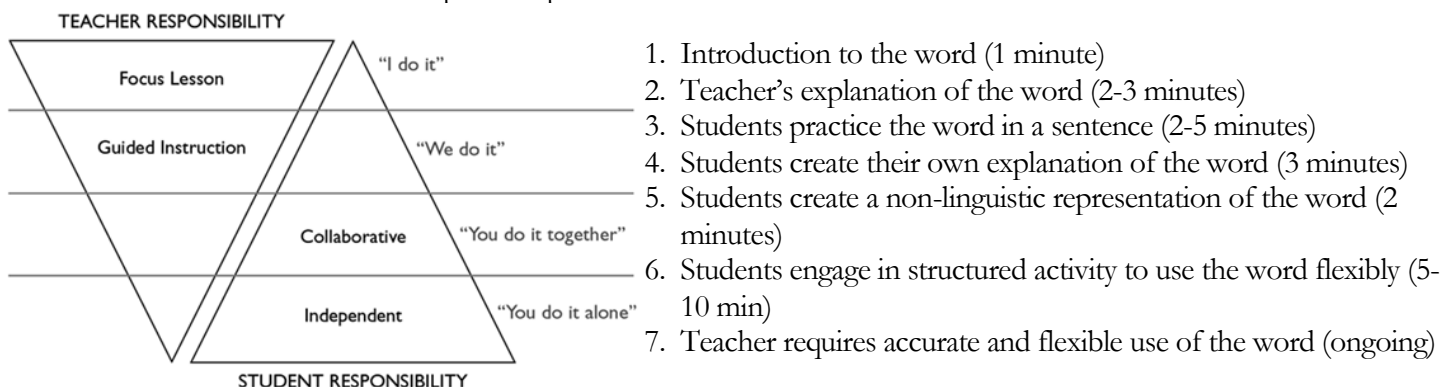 TEACHER RESPONSIBILITY
Focus Lesson
"I do it"
Guided Instruction
"We do it"
Collaborative
"You do it together"
Independent
"You do it alone"
STUDENT RESPONSIBILITY
1. Introduction to the word (1 minute)
2. Teacher's explanation of the word (2-3 minutes)
3. Students practice the word in a sentence (2-5 minutes)
4. Students create their own explanation of the word (3 minutes)
5. Students create a non-linguistic representation of the word (2
minutes)
6. Students engage in structured activity to use the word flexibly (5-
10 min)
7. Teacher requires accurate and flexible use of the word (ongoing)